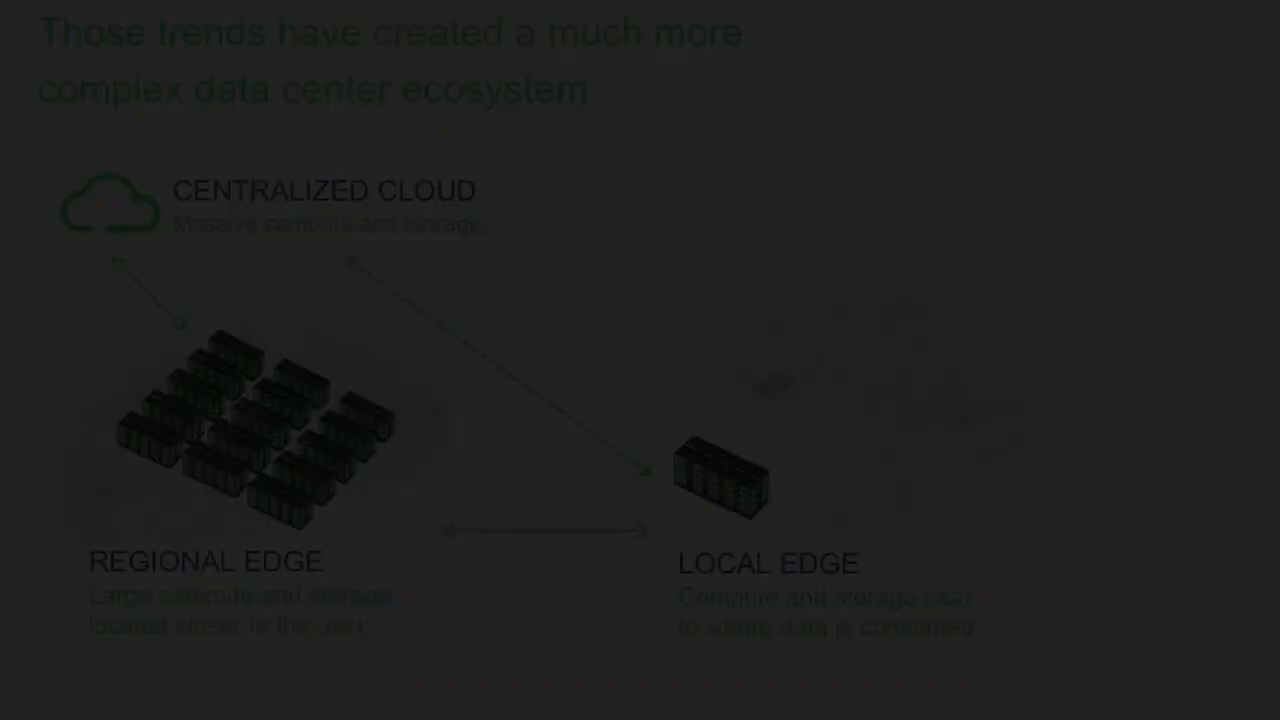 Those trends have created a much more
complex data center ecosystem
CENTRALIZED CLOUD
Massive compute and storage
REGIONAL EDGE
Large compute and storage
located closer to the user
LOCAL EDGE
Compute and storage near
to where data is consumed